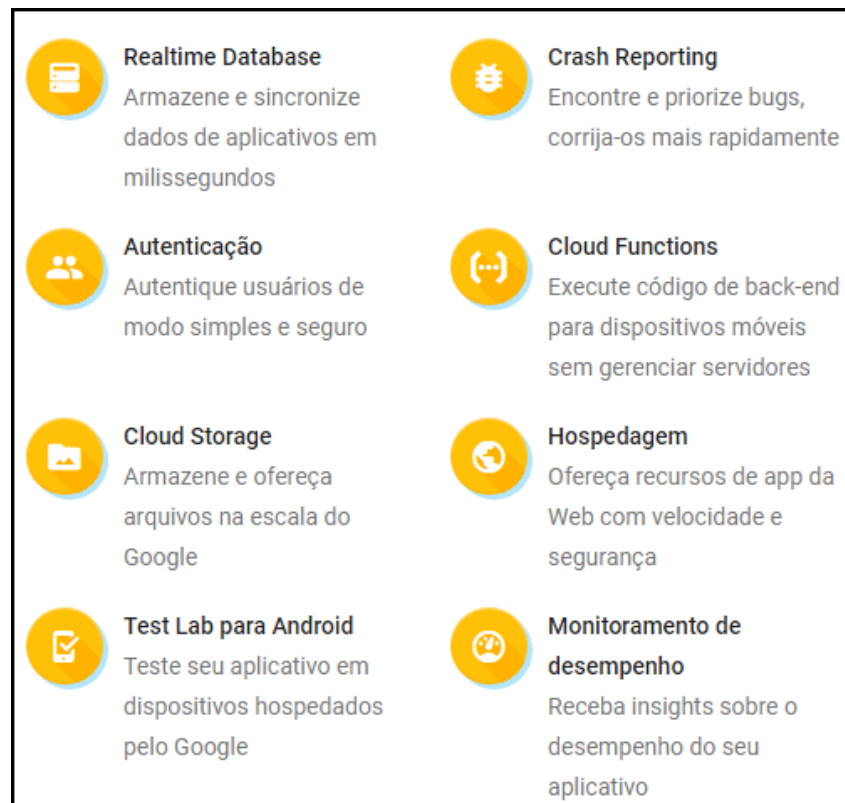 Realtime Database
Armazene e sincronize
dados de aplicativos em
milissegundos
Crash Reporting
Encontre e priorize bugs,
corrija-os mais rapidamente
Autenticação
Autentique usuários de
modo simples e seguro
Cloud Functions
Execute código de back-end
para dispositivos móveis
sem gerenciar servidores
Cloud Storage
Armazene e ofereça
arquivos na escala do
Google
Hospedagem
Ofereça recursos de app da
Web com velocidade e
segurança
Test Lab para Android
Teste seu aplicativo em
dispositivos hospedados
pelo Google
Monitoramento de
desempenho
Receba insights sobre o
desempenho do seu
aplicativo